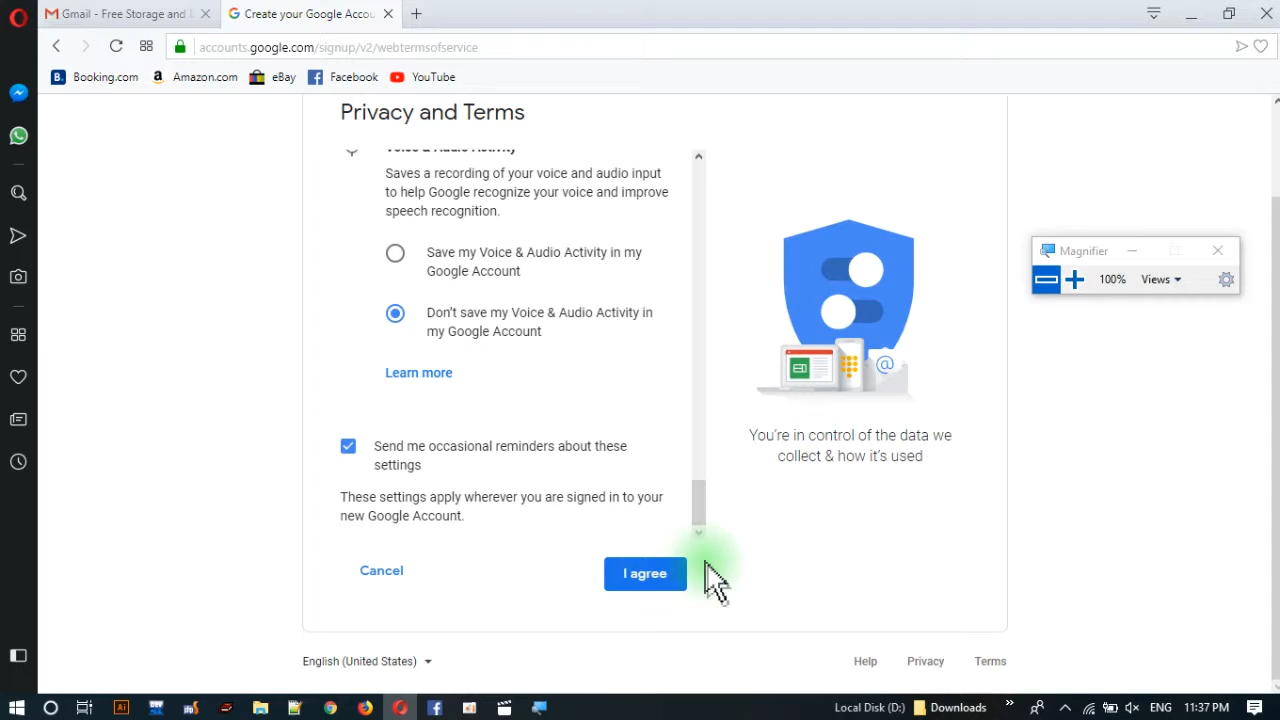 Gmail - Free Storage and
Create your Google Accou
accounts.google.com/signup/v2/webtermsofservice
B. Booking.com
a Amazon.com
eBay
Facebook
YouTube
Privacy and Terms
Voice & Audio Activity
Saves a recording of your voice and audio input
to help Google recognize your voice and improve
speech recognition.
Save my Voice & Audio Activity in my
Google Account
Don't save my Voice & Audio Activity in
my Google Account
Learn more
Send me occasional reminders about these
settings
These settings apply wherever you are signed in to your
new Google Account.
Cancel
I agree
You're in control of the data we
collect & how it's used
Magnifier
100%
Views
English (United States)
Help
Privacy
Terms
Local Disk (D:)
Downloads
ENG
11:37 PM